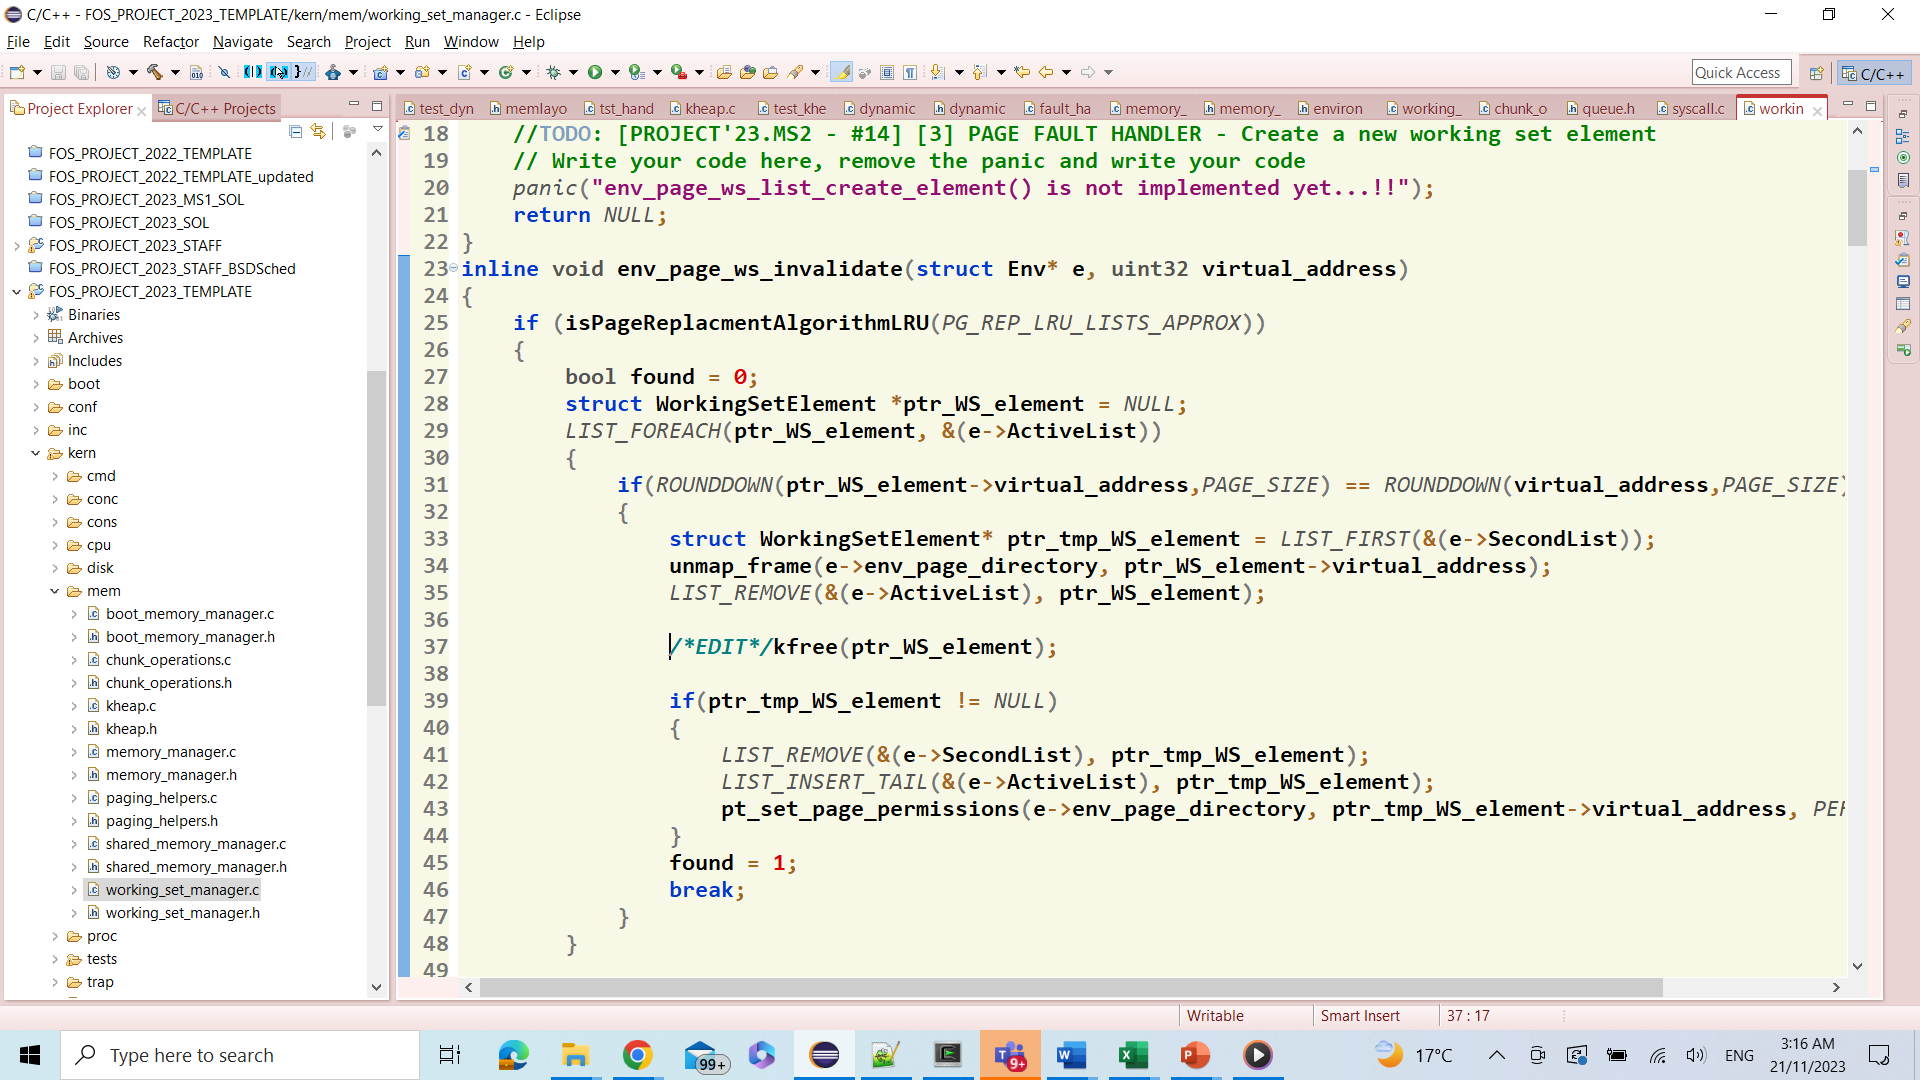 C/C++ - FOS_PROJECT_2023_TEMPLATE/kern/mem/working_set_manager.c - Eclipse
File Edit Source Refactor Navigate Search Project Run Window Help
Quick Access
C/C++
Project Explorer
C/C++ Projects
test_dyn memlayo tst_hand kheap.c test_khe dynamic dynamic fault_ha memory_ memory_ environ working_ chunk_o queue.h syscall.c workin
FOS_PROJECT_2022_TEMPLATE
FOS_PROJECT_2022_TEMPLATE_updated
FOS_PROJECT_2023_MS1_SOL
FOS_PROJECT_2023_SOL
FOS_PROJECT_2023_STAFF
FOS_PROJECT_2023_STAFF_BSDSched
FOS_PROJECT_2023_TEMPLATE
Binaries
Archives
Includes
boot
conf
inc
kern
cmd
conc
cons
cpu
disk
mem
boot_memory_manager.c
boot_memory_manager.h
chunk_operations.c
chunk_operations.h
kheap.c
kheap.h
memory_manager.c
memory_manager.h
paging_helpers.c
paging_helpers.h
shared_memory_manager.c
shared_memory_manager.h
working_set_manager.c
working_set_manager.h
proc
tests
trap
18 //TODO: [PROJECT'23.MS2 - #14] [3] PAGE FAULT HANDLER - Create a new working set element
19 // Write your code here, remove the panic and write your code
20 panic("env_page_ws_list_create_element() is not implemented yet...!!");
21 return NULL;
22 }
23 inline void env_page_ws_invalidate(struct Env* e, uint32 virtual_address)
24 {
25 if (isPageReplacmentAlgorithmLRU(PG_REP_LRU_LISTS_APPROX))
26 {
27 bool found = 0;
28 struct WorkingSetElement *ptr_WS_element = NULL;
29 LIST_FOREACH(ptr_WS_element, &(e->ActiveList))
30 {
31 if(ROUNDDOWN(ptr_WS_element->virtual_address,PAGE_SIZE) == ROUNDDOWN(virtual_address,PAGE_SIZE)
32 {
33 struct WorkingSetElement* ptr_tmp_WS_element = LIST_FIRST(&(e->SecondList));
34 unmap_frame(e->env_page_directory, ptr_WS_element->virtual_address);
35 LIST_REMOVE(&(e->ActiveList), ptr_WS_element);
36
37 /*EDIT*/kfree(ptr_WS_element);
38
39 if(ptr_tmp_WS_element != NULL)
40 {
41 LIST_REMOVE(&(e->SecondList), ptr_tmp_WS_element);
42 LIST_INSERT_TAIL(&(e->ActiveList), ptr_tmp_WS_element);
43 pt_set_page_permissions(e->env_page_directory, ptr_tmp_WS_element->virtual_address, PER
44 }
45 found = 1;
46 break;
47 }
48 }
49
Writable Smart Insert 37 : 17
Type here to search
99+
9+
17°C
ENG
3:16 AM
21/11/2023